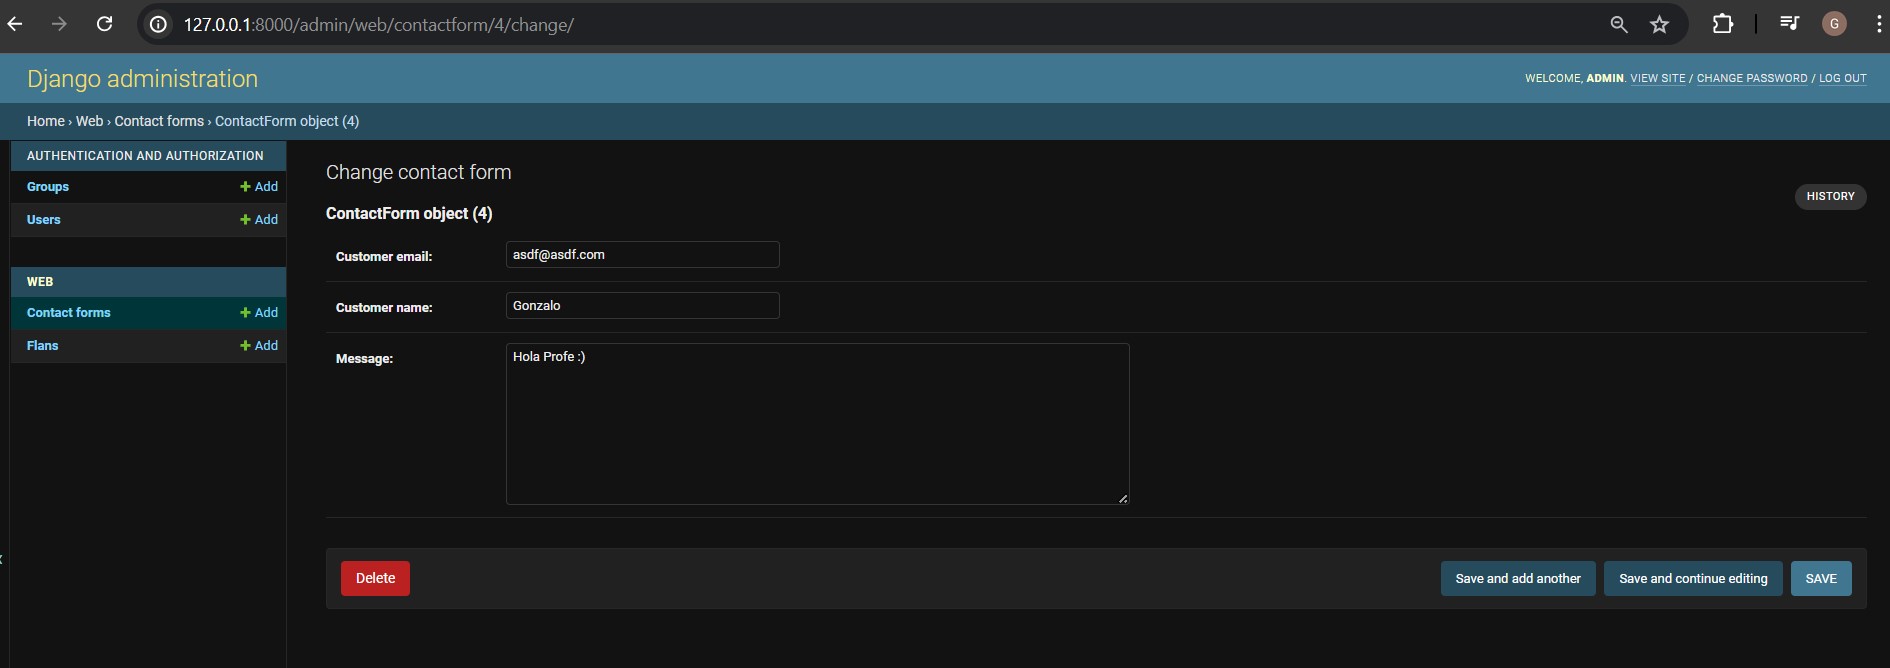 127.0.0.1:8000/admin/web/contactform/4/change/
G
Django administration
WELCOME, ADMIN. VIEW SITE / CHANGE PASSWORD / LOG OUT
Home › Web › Contact forms › ContactForm object (4)
AUTHENTICATION AND AUTHORIZATION
Groups + Add
Users + Add
WEB
Contact forms + Add
Flans + Add
Change contact form
HISTORY
ContactForm object (4)
Customer email: asdf@asdf.com
Customer name: Gonzalo
Message: Hola Profe :)
Delete
Save and add another
Save and continue editing
SAVE